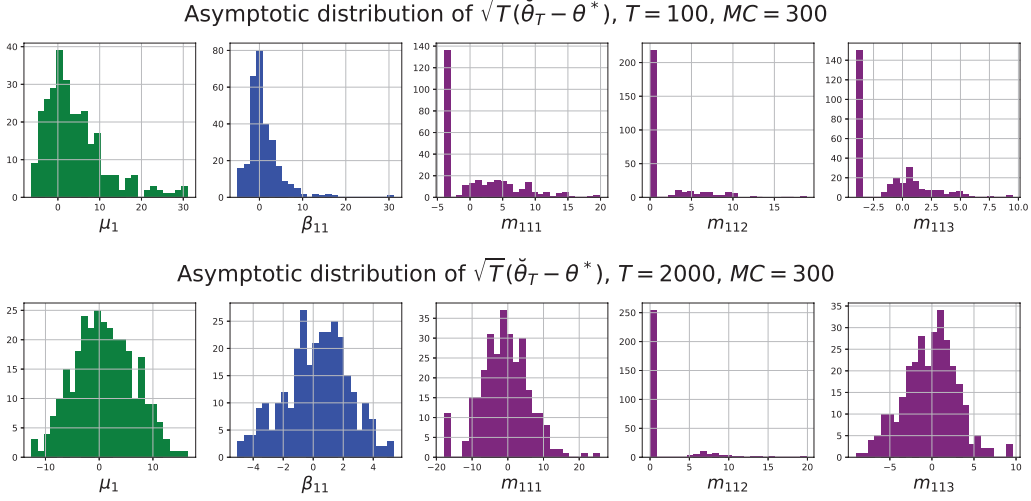 Asymptotic distribution of √T(θ̆_T − θ*), T = 100, MC = 300
40 30 20 10 0
0 10 20 30
μ₁
80 60 40 20 0
0 10 20 30
β₁₁
140 120 100 80 60 40 20 0
−5 0 5 10 15 20
m₁₁₁
200 150 100 50 0
0 5 10 15
m₁₁₂
140 120 100 80 60 40 20 0
−2.5 0.0 2.5 5.0 7.5 10.0
m₁₁₃
Asymptotic distribution of √T(θ̆_T − θ*), T = 2000, MC = 300
25 20 15 10 5 0
−10 0 10
μ₁
25 20 15 10 5 0
−4 −2 0 2 4
β₁₁
35 30 25 20 15 10 5 0
−20 −10 0 10 20
m₁₁₁
250 200 150 100 50 0
0 5 10 15 20
m₁₁₂
35 30 25 20 15 10 5 0
−5 0 5 10
m₁₁₃